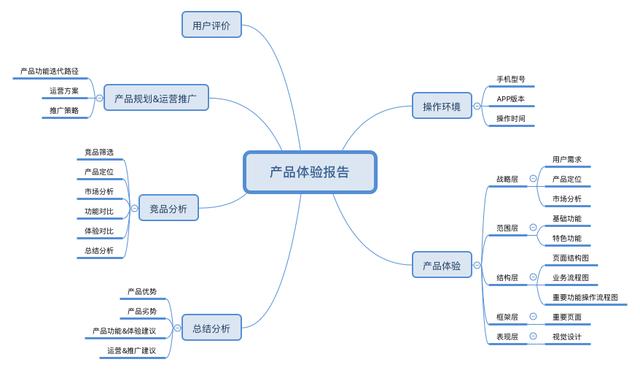 产品体验报告
操作环境
手机型号
APP版本
操作时间
产品体验
战略层
用户需求
产品定位
市场分析
范围层
基础功能
特色功能
结构层
页面结构图
业务流程图
重要功能操作流程图
框架层
重要页面
表现层
视觉设计
用户评价
产品规划&运营推广
产品功能迭代路径
运营方案
推广策略
竞品分析
竞品筛选
产品定位
市场分析
功能对比
体验对比
总结分析
总结分析
产品优势
产品劣势
产品功能&体验建议
运营&推广建议